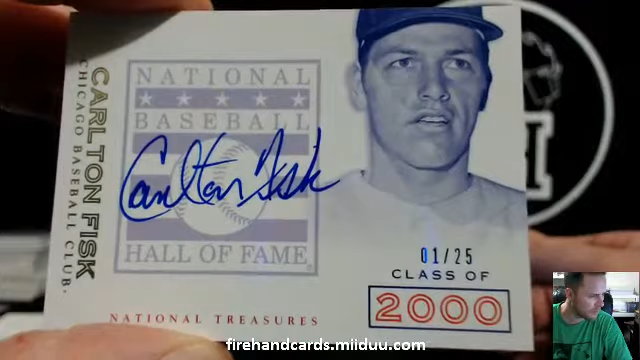 CARLTON FISK
CHICAGO BASEBALL CLUB®
NATIONAL
BASEBALL
HALL OF FAME®
Carlton Fisk
01/25
CLASS OF
2000
NATIONAL TREASURES
firehandcards.miiduu.com